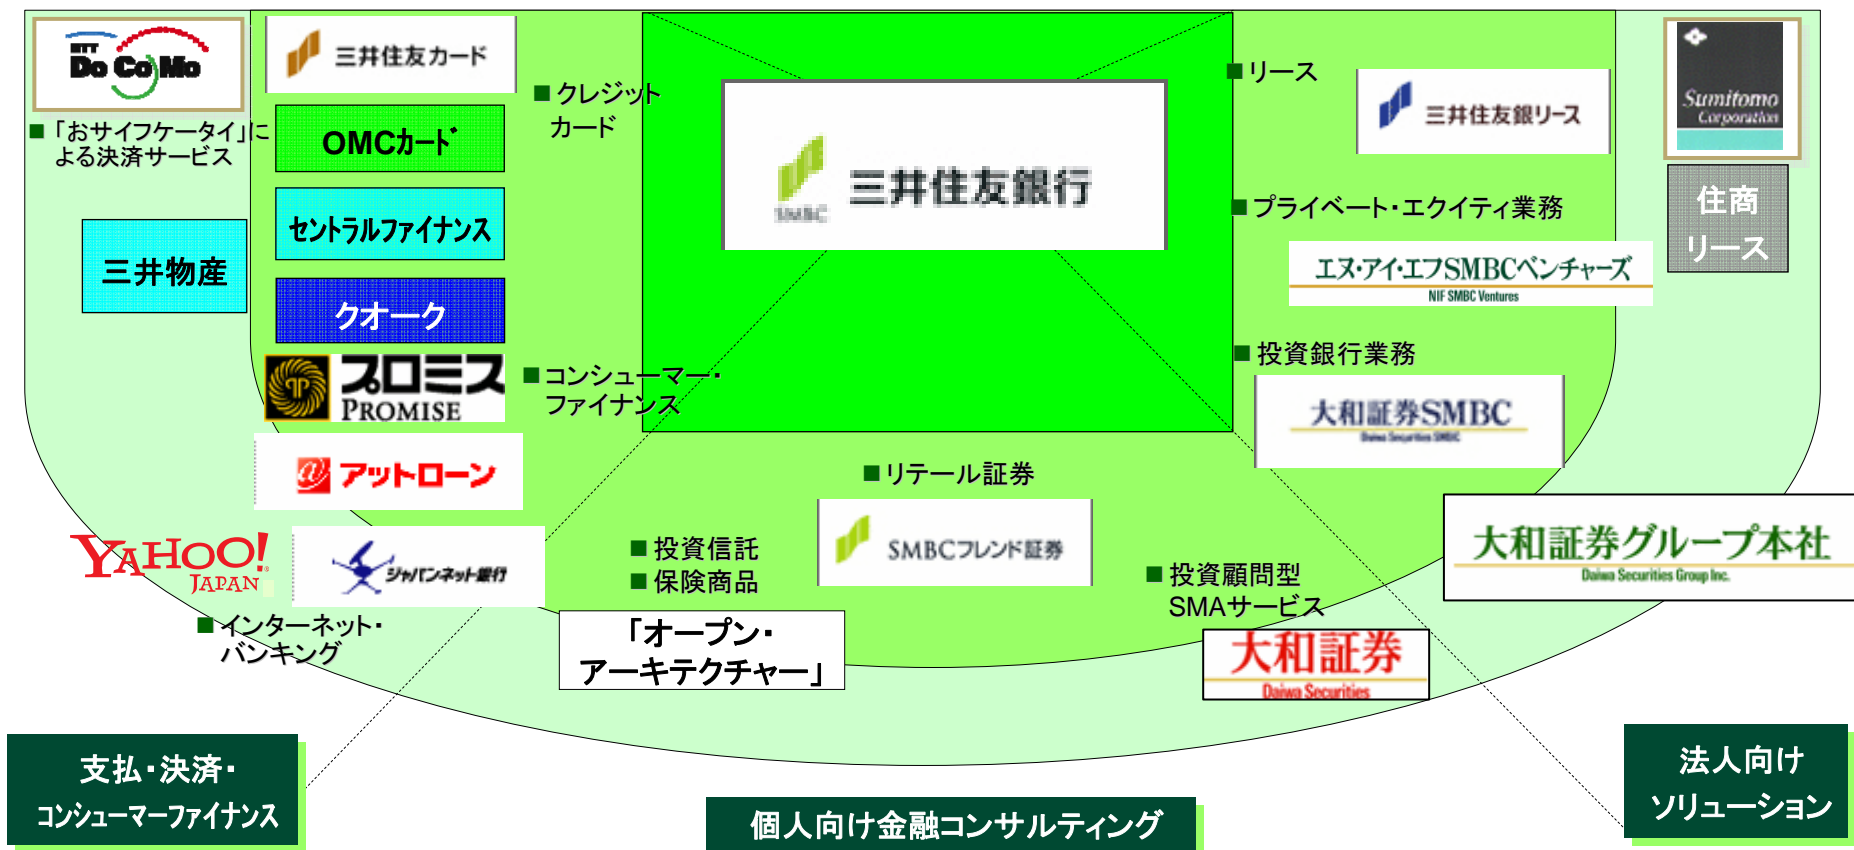 NTT
DoCoMo
■「おサイフケータイ」に
よる決済サービス
三井物産
三井住友カード
■クレジット
カード
OMCカード
セントラルファイナンス
クオーク
プロミス
PROMISE
■コンシューマー・
ファイナンス
アットローン
YAHOO!
JAPAN
ジャパンネット銀行
■インターネット・
バンキング
SMBC
三井住友銀行
■リース
三井住友銀リース
Sumitomo
Corporation
住商
リース
■プライベート・エクイティ業務
エヌ・アイ・エフSMBCベンチャーズ
NIF SMBC Ventures
■投資銀行業務
大和証券SMBC
Daiwa Securities SMBC
■リテール証券
SMBCフレンド証券
■投資信託
■保険商品
「オープン・
アーキテクチャー」
■投資顧問型
SMAサービス
大和証券
Daiwa Securities
大和証券グループ本社
Daiwa Securities Group Inc.
支払・決済・
コンシューマーファイナンス
個人向け金融コンサルティング
法人向け
ソリューション